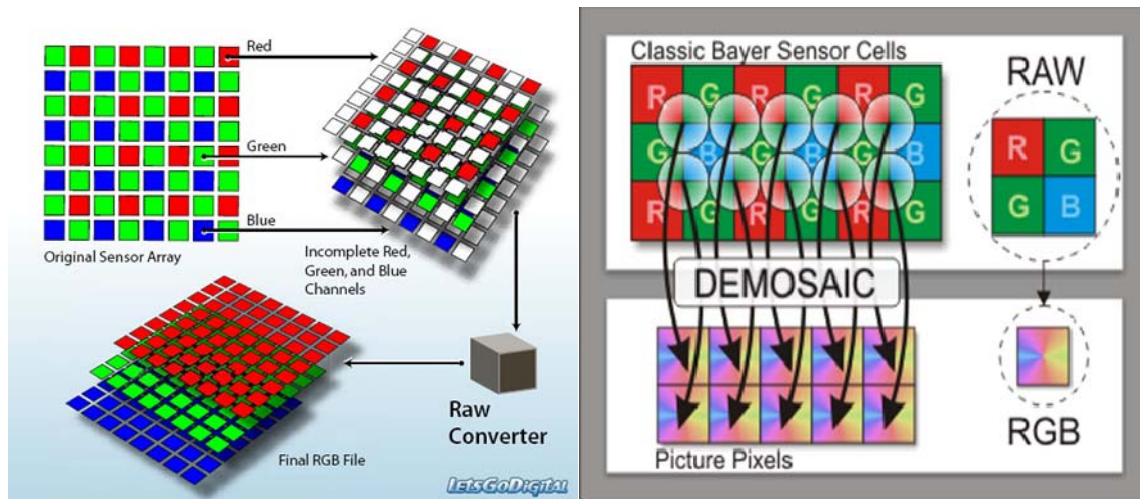 Red
Green
Blue
Original Sensor Array
Incomplete Red,
Green, and Blue
Channels
Raw
Converter
Final RGB File
LETSGODIGITAL
Classic Bayer Sensor Cells
R G R G R G
G B G B G B
R G R G R G
DEMOSAIC
Picture Pixels
RAW
R G
G B
RGB